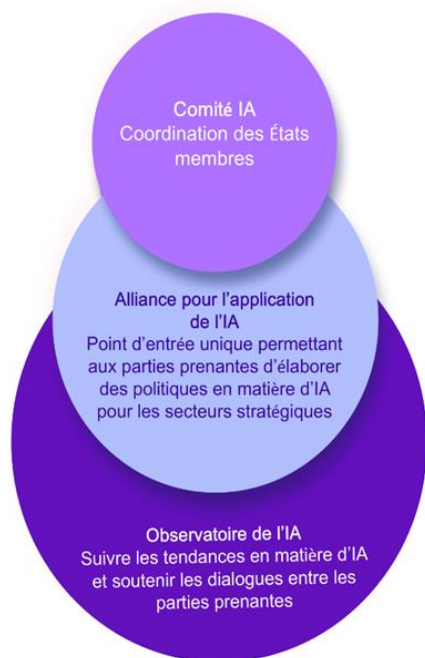 Comité IA
Coordination des États
membres
Alliance pour l'application
de l'IA
Point d'entrée unique permettant
aux parties prenantes d'élaborer
des politiques en matière d'IA
pour les secteurs stratégiques
Observatoire de l'IA
Suivre les tendances en matière d'IA
et soutenir les dialogues entre les
parties prenantes